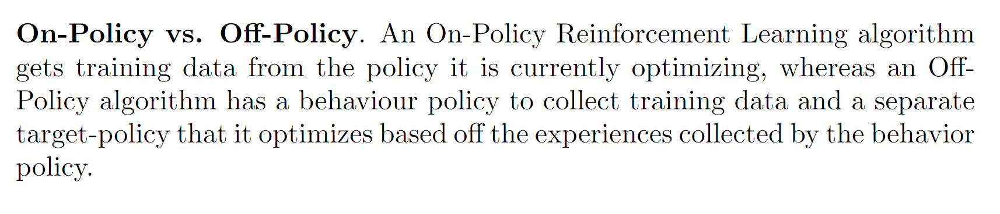 On-Policy vs. Off-Policy. An On-Policy Reinforcement Learning algorithm
gets training data from the policy it is currently optimizing, whereas an Off-
Policy algorithm has a behaviour policy to collect training data and a separate
target-policy that it optimizes based off the experiences collected by the behavior
policy.